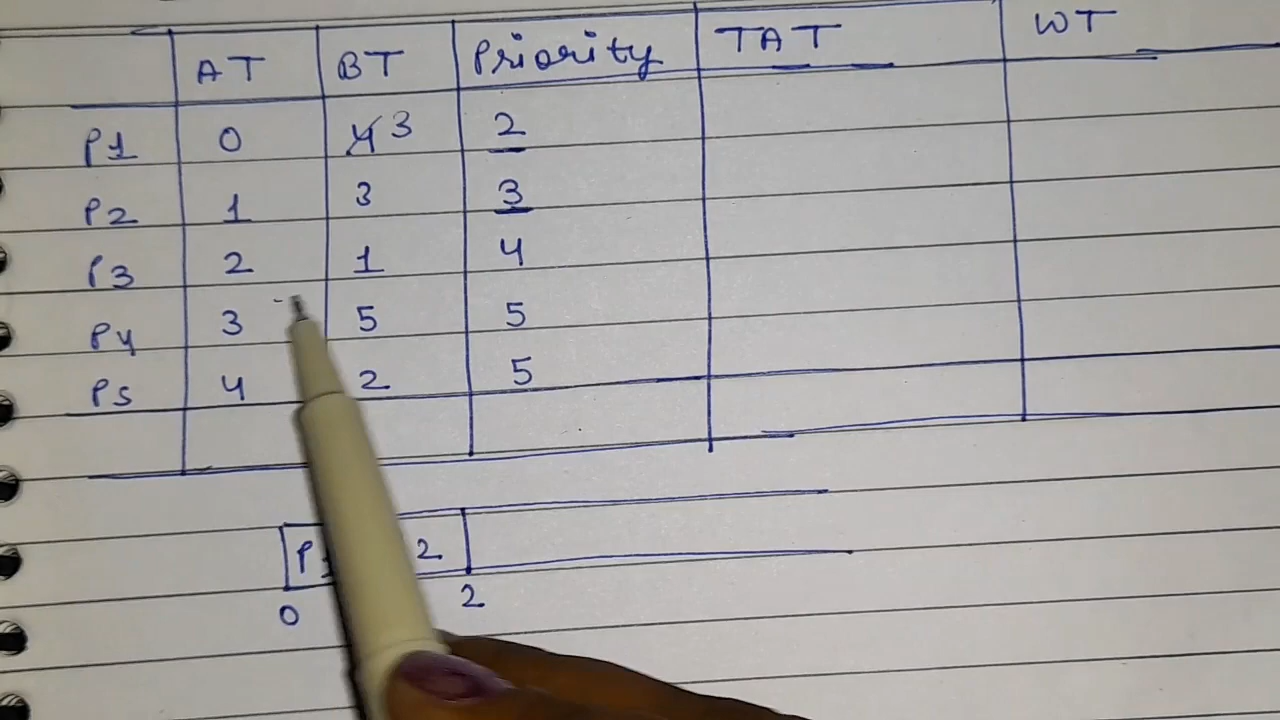 AT BT Priority TAT WT
P1 0 4 3 2
P2 1 3 3
P3 2 1 4
P4 3 5 5
P5 4 2 5
P 2
0 2